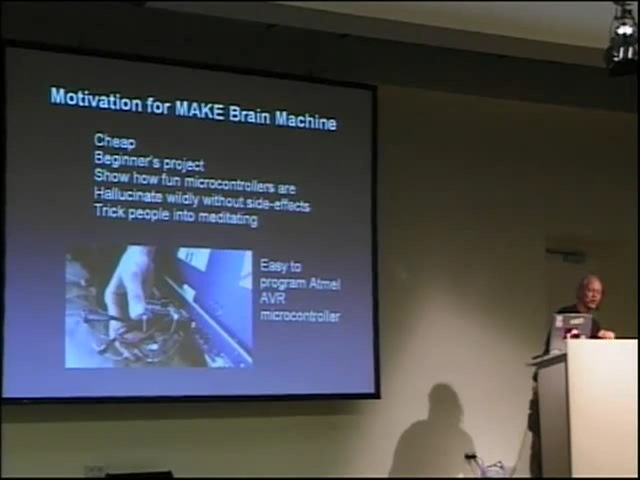 Motivation for MAKE Brain Machine
Cheap
Beginner's project
Show how fun microcontrollers are
Hallucinate wildly without side-effects
Trick people into meditating
Easy to
program Atmel
AVR
microcontroller